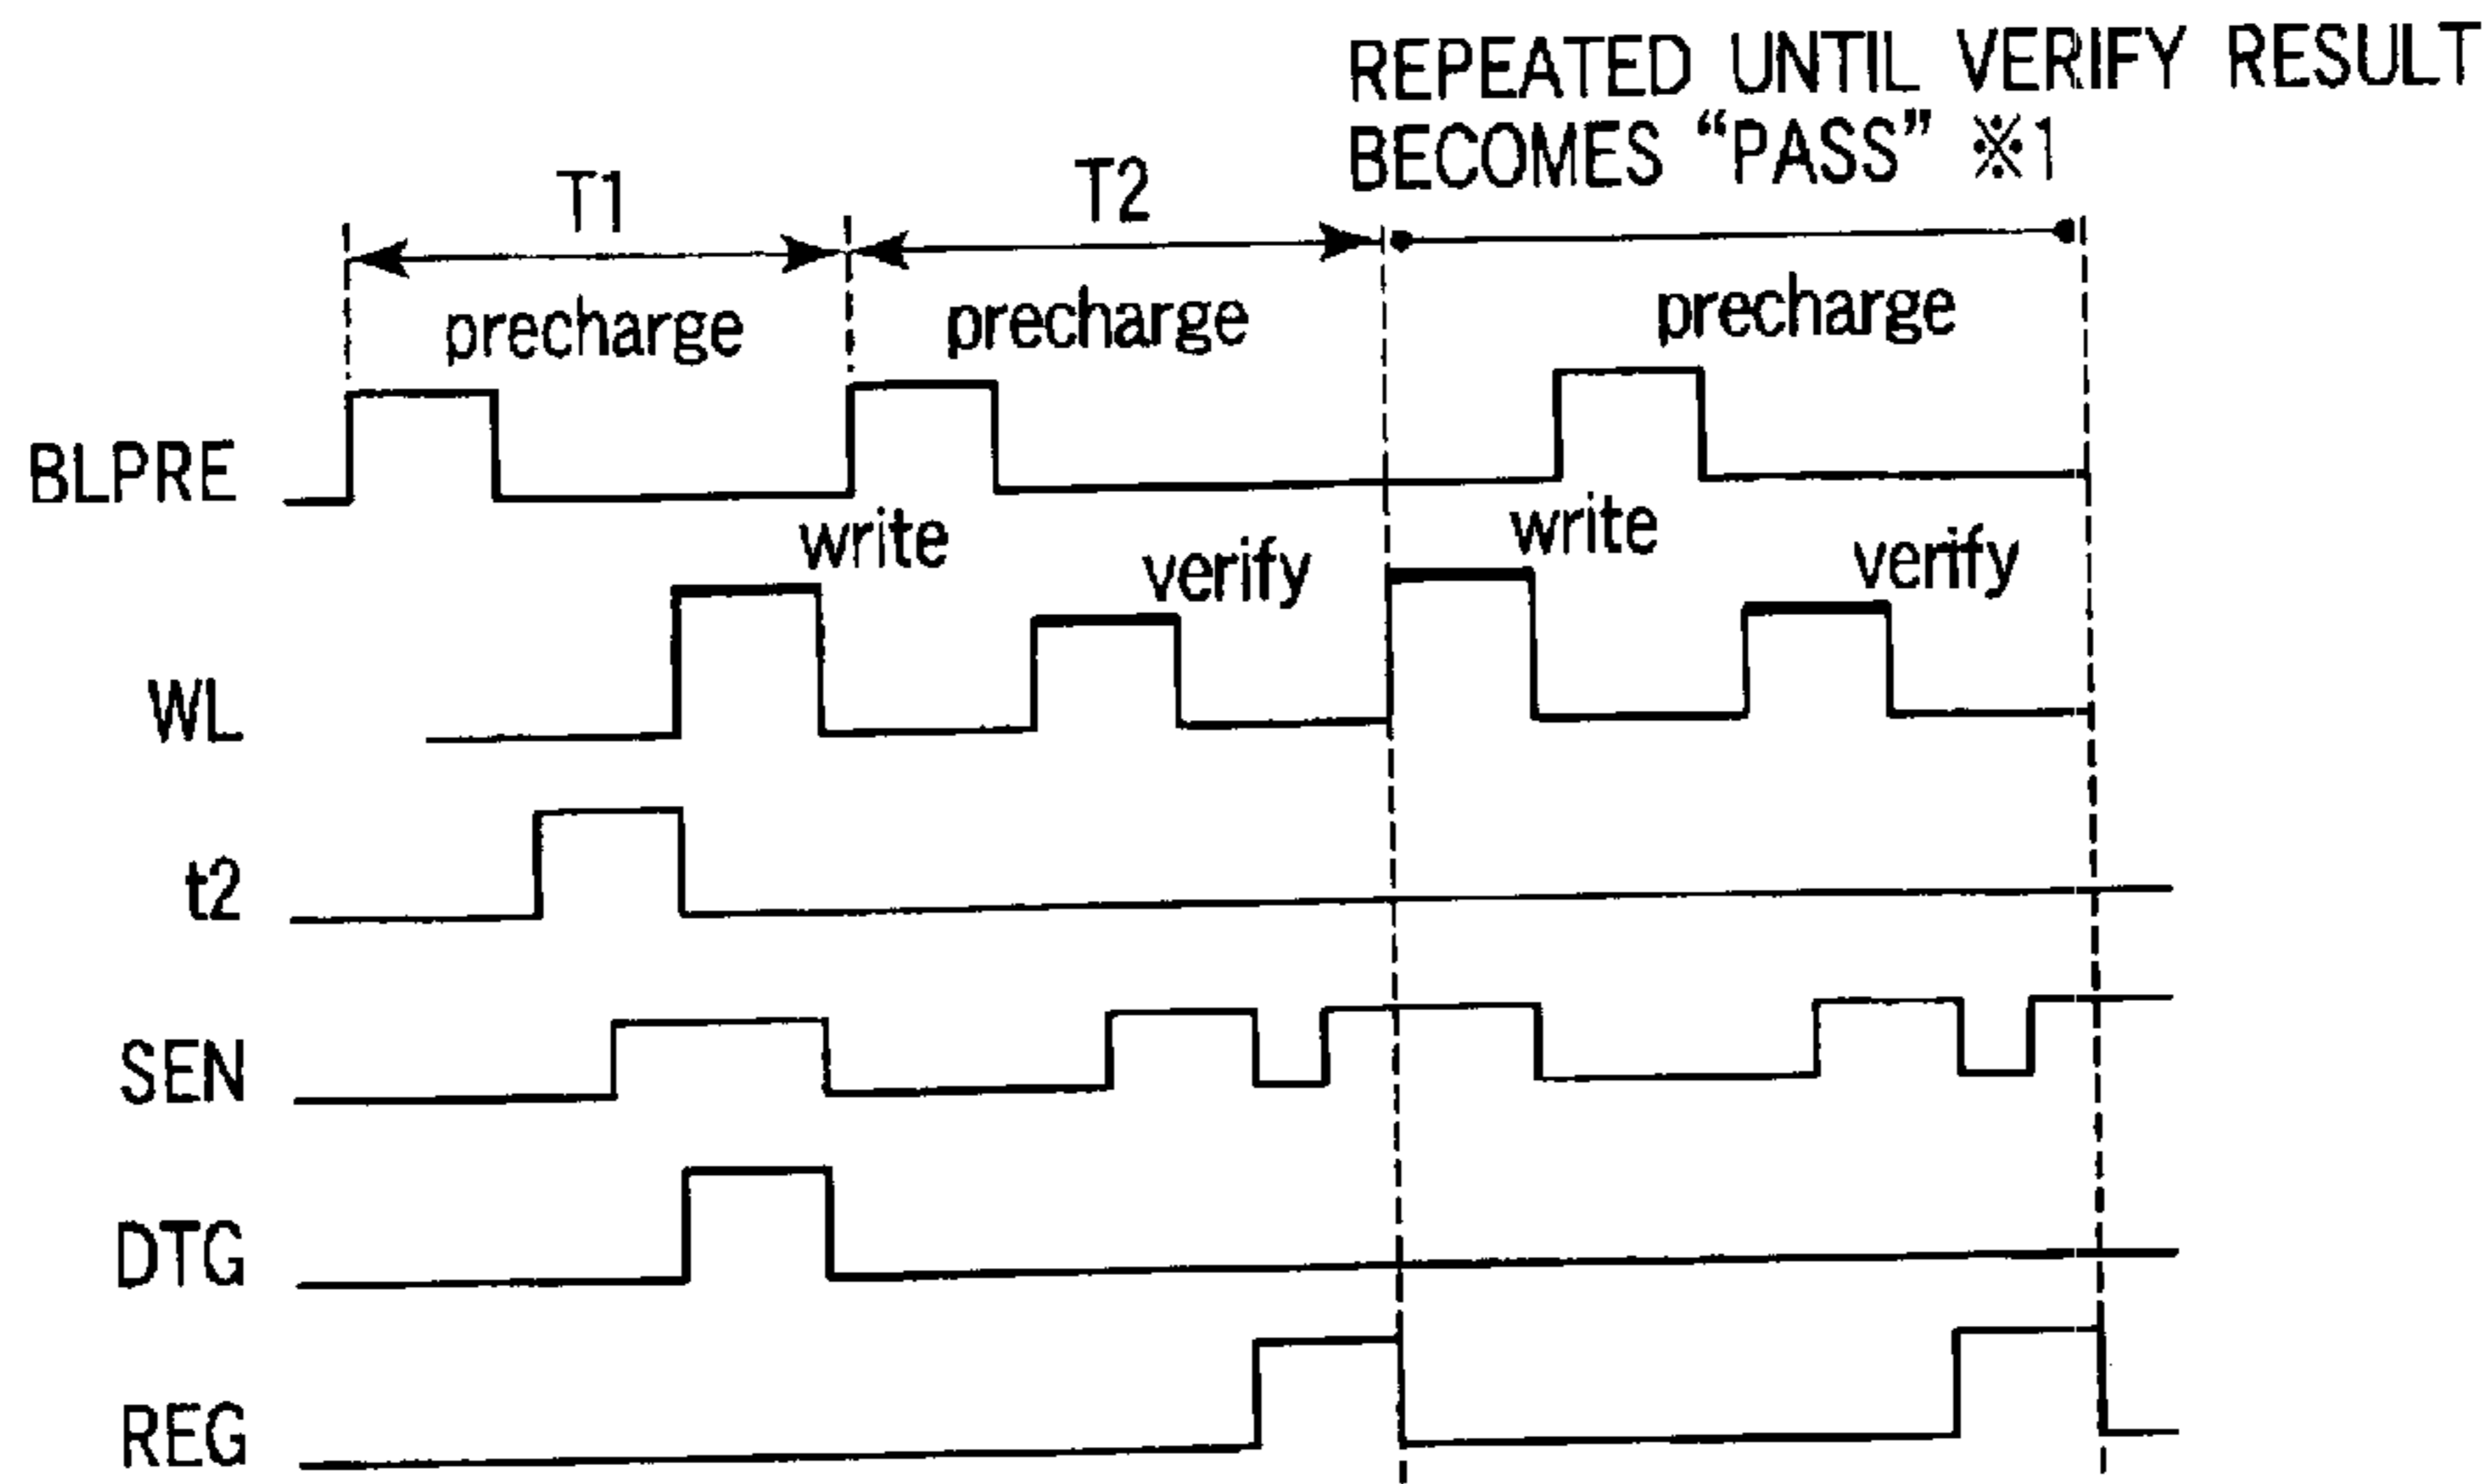 REPEATED UNTIL VERIFY RESULT
BECOMES “PASS” ※1
T1
T2
precharge
precharge
precharge
BLPRE
write
verify
write
verify
WL
t2
SEN
DTG
REG